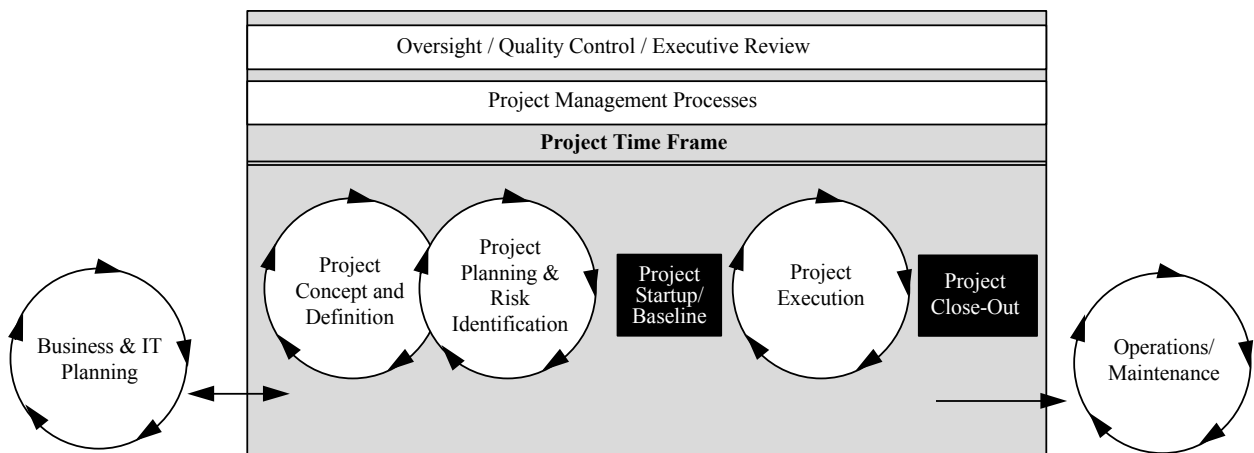 Oversight / Quality Control / Executive Review
Project Management Processes
Project Time Frame
Business & IT
Planning
Project
Concept and
Definition
Project
Planning &
Risk
Identification
Project
Startup/
Baseline
Project
Execution
Project
Close-Out
Operations/
Maintenance